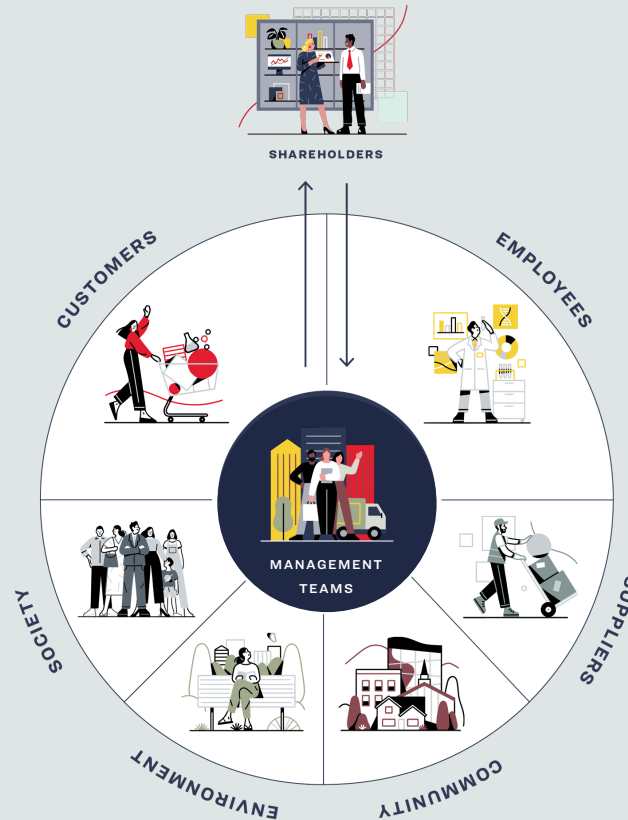 SHAREHOLDERS
CUSTOMERS
EMPLOYEES
MANAGEMENT
TEAMS
SOCIETY
SUPPLIERS
ENVIRONMENT
COMMUNITY